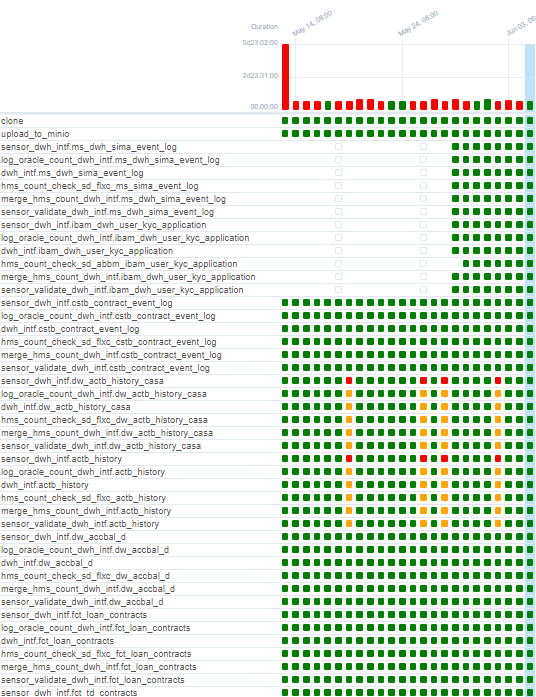 May 14, 08:00
May 24, 08:00
Jun 03, 08
Duration
5d23:02:00
2d23:31:00
00:00:00
clone
upload_to_minio
sensor_dwh_intf.ms_dwh_sima_event_log
log_oracle_count_dwh_intf.ms_dwh_sima_event_log
dwh_intf.ms_dwh_sima_event_log
hms_count_check_sd_flxc_ms_sima_event_log
merge_hms_count_dwh_intf.ms_dwh_sima_event_log
sensor_validate_dwh_intf.ms_dwh_sima_event_log
sensor_dwh_intf.ibam_dwh_user_kyc_application
log_oracle_count_dwh_intf.ibam_dwh_user_kyc_application
dwh_intf.ibam_dwh_user_kyc_application
hms_count_check_sd_abbm_ibam_user_kyc_application
merge_hms_count_dwh_intf.ibam_dwh_user_kyc_application
sensor_validate_dwh_intf.ibam_dwh_user_kyc_application
sensor_dwh_intf.cstb_contract_event_log
log_oracle_count_dwh_intf.cstb_contract_event_log
dwh_intf.cstb_contract_event_log
hms_count_check_sd_flxc_cstb_contract_event_log
merge_hms_count_dwh_intf.cstb_contract_event_log
sensor_validate_dwh_intf.cstb_contract_event_log
sensor_dwh_intf.dw_actb_history_casa
log_oracle_count_dwh_intf.dw_actb_history_casa
dwh_intf.dw_actb_history_casa
hms_count_check_sd_flxc_dw_actb_history_casa
merge_hms_count_dwh_intf.dw_actb_history_casa
sensor_validate_dwh_intf.dw_actb_history_casa
sensor_dwh_intf.actb_history
log_oracle_count_dwh_intf.actb_history
dwh_intf.actb_history
hms_count_check_sd_flxc_actb_history
merge_hms_count_dwh_intf.actb_history
sensor_validate_dwh_intf.actb_history
sensor_dwh_intf.dw_accbal_d
log_oracle_count_dwh_intf.dw_accbal_d
dwh_intf.dw_accbal_d
hms_count_check_sd_flxc_dw_accbal_d
merge_hms_count_dwh_intf.dw_accbal_d
sensor_validate_dwh_intf.dw_accbal_d
sensor_dwh_intf.fct_loan_contracts
log_oracle_count_dwh_intf.fct_loan_contracts
dwh_intf.fct_loan_contracts
hms_count_check_sd_flxc_fct_loan_contracts
merge_hms_count_dwh_intf.fct_loan_contracts
sensor_validate_dwh_intf.fct_loan_contracts
sensor_dwh_intf.fct_td_contracts